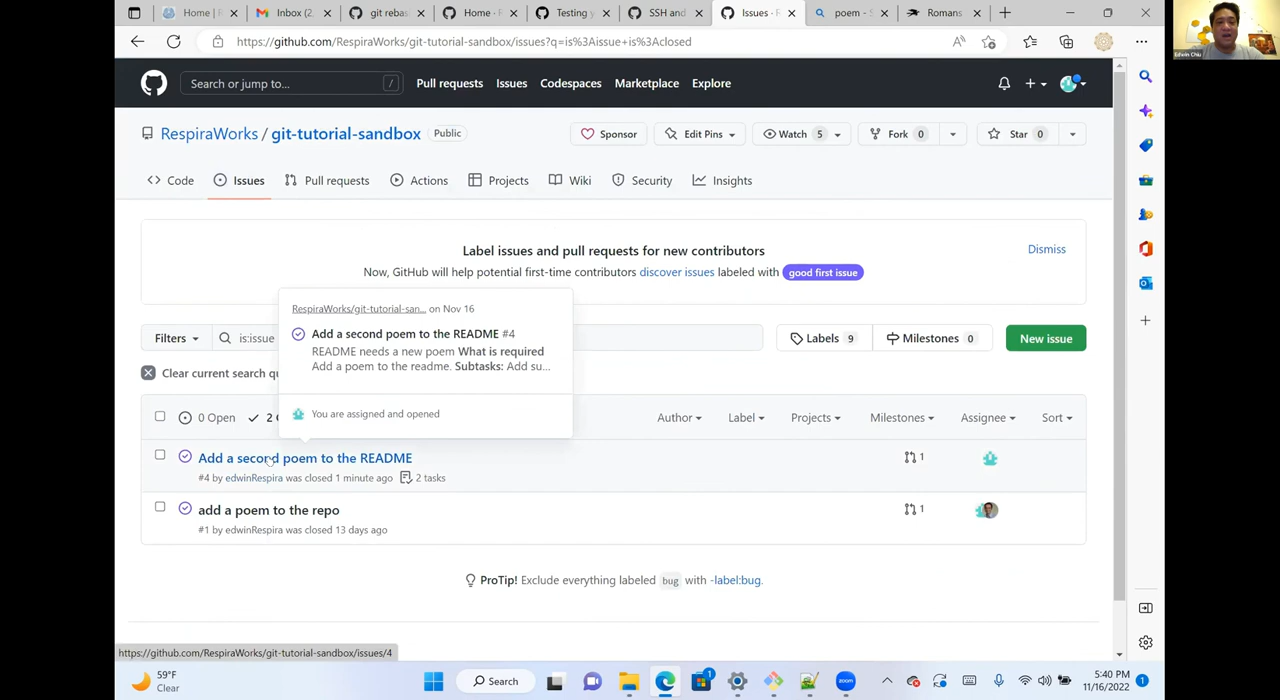 Home | R
Inbox (2,
git rebas
Home ·
Testing y
SSH and
Issues · R
poem - S
Romans
https://github.com/RespiraWorks/git-tutorial-sandbox/issues?q=is%3Aissue+is%3Aclosed
Edwin Chiu
Search or jump to...
/
Pull requests
Issues
Codespaces
Marketplace
Explore
RespiraWorks / git-tutorial-sandbox
Public
Sponsor
Edit Pins
Watch 5
Fork 0
Star 0
Code
Issues
Pull requests
Actions
Projects
Wiki
Security
Insights
Label issues and pull requests for new contributors
Dismiss
Now, GitHub will help potential first-time contributors discover issues labeled with good first issue
RespiraWorks/git-tutorial-san... on Nov 16
Add a second poem to the README #4
README needs a new poem What is required
Add a poem to the readme. Subtasks: Add su...
You are assigned and opened
Filters
is:issue
Labels 9
Milestones 0
New issue
Clear current search qu
0 Open
2
Author
Label
Projects
Milestones
Assignee
Sort
Add a second poem to the README
1
#4 by edwinRespira was closed 1 minute ago
2 tasks
add a poem to the repo
1
#1 by edwinRespira was closed 13 days ago
ProTip! Exclude everything labeled bug with -label:bug.
https://github.com/RespiraWorks/git-tutorial-sandbox/issues/4
59°F
Clear
Search
1
zoom
5:40 PM
11/16/2022
1